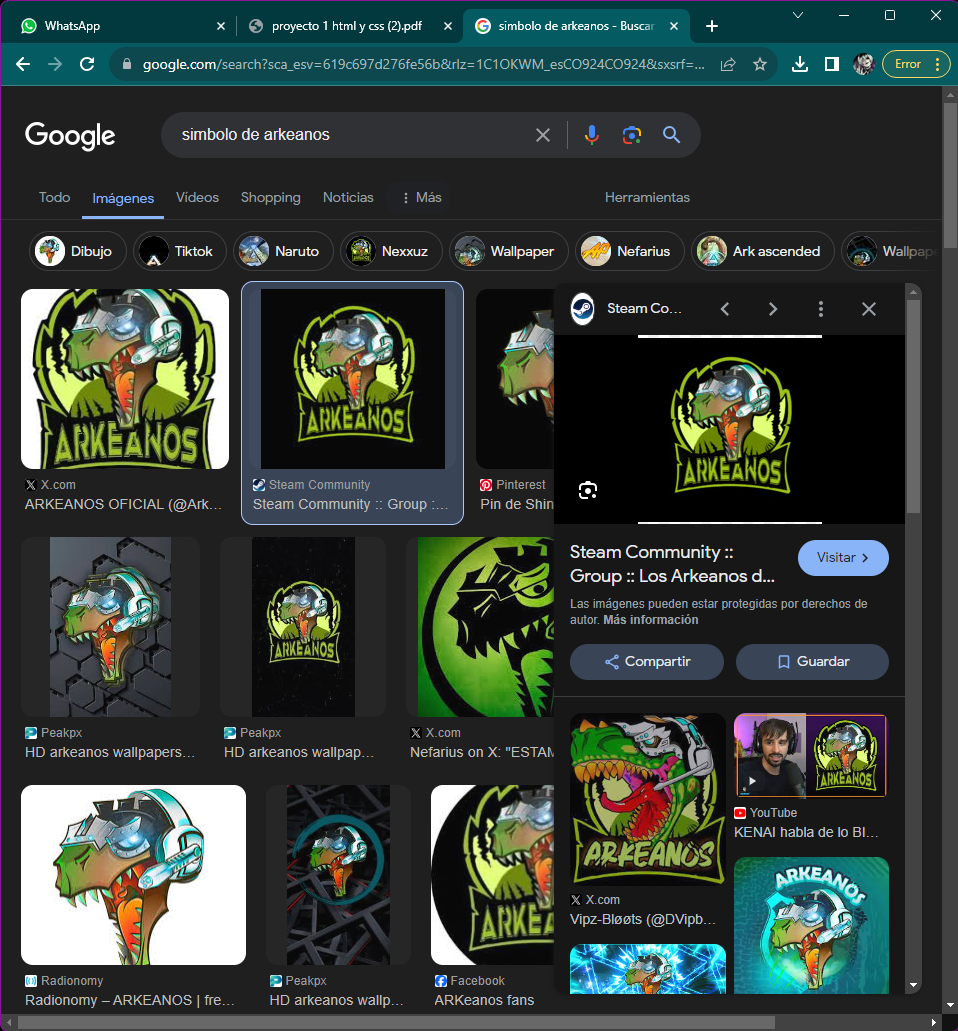 WhatsApp
proyecto 1 html y css (2).pdf
simbolo de arkeanos - Buscar
google.com/search?sca_esv=619c697d276fe56b&rlz=1C1OKWM_esCO924CO924&sxsrf=...
Error
Google
simbolo de arkeanos
Todo
Imágenes
Vídeos
Shopping
Noticias
Más
Herramientas
Dibujo
Tiktok
Naruto
Nexxuz
Wallpaper
Nefarius
Ark ascended
Wallpape
ARKEANOS
X.com
ARKEANOS OFICIAL (@Ark...
ARKEANOS
Steam Community
Steam Community :: Group :...
Pinterest
Pin de Shin
Steam Co...
ARKEANOS
Steam Community ::
Group :: Los Arkeanos d...
Visitar
Las imágenes pueden estar protegidas por derechos de
autor. Más información
Compartir
Guardar
Peakpx
HD arkeanos wallpapers...
ARKEANOS
Peakpx
HD arkeanos wallpap...
X.com
Nefarius on X: "ESTAM
ARKEANOS
X.com
Vipz-Bløøts (@DVipb...
ARKEANOS
YouTube
KENAI habla de lo BI...
ARKEANOS
Radionomy
Radionomy – ARKEANOS | fre...
Peakpx
HD arkeanos wallp...
ARKEAN
Facebook
ARKeanos fans